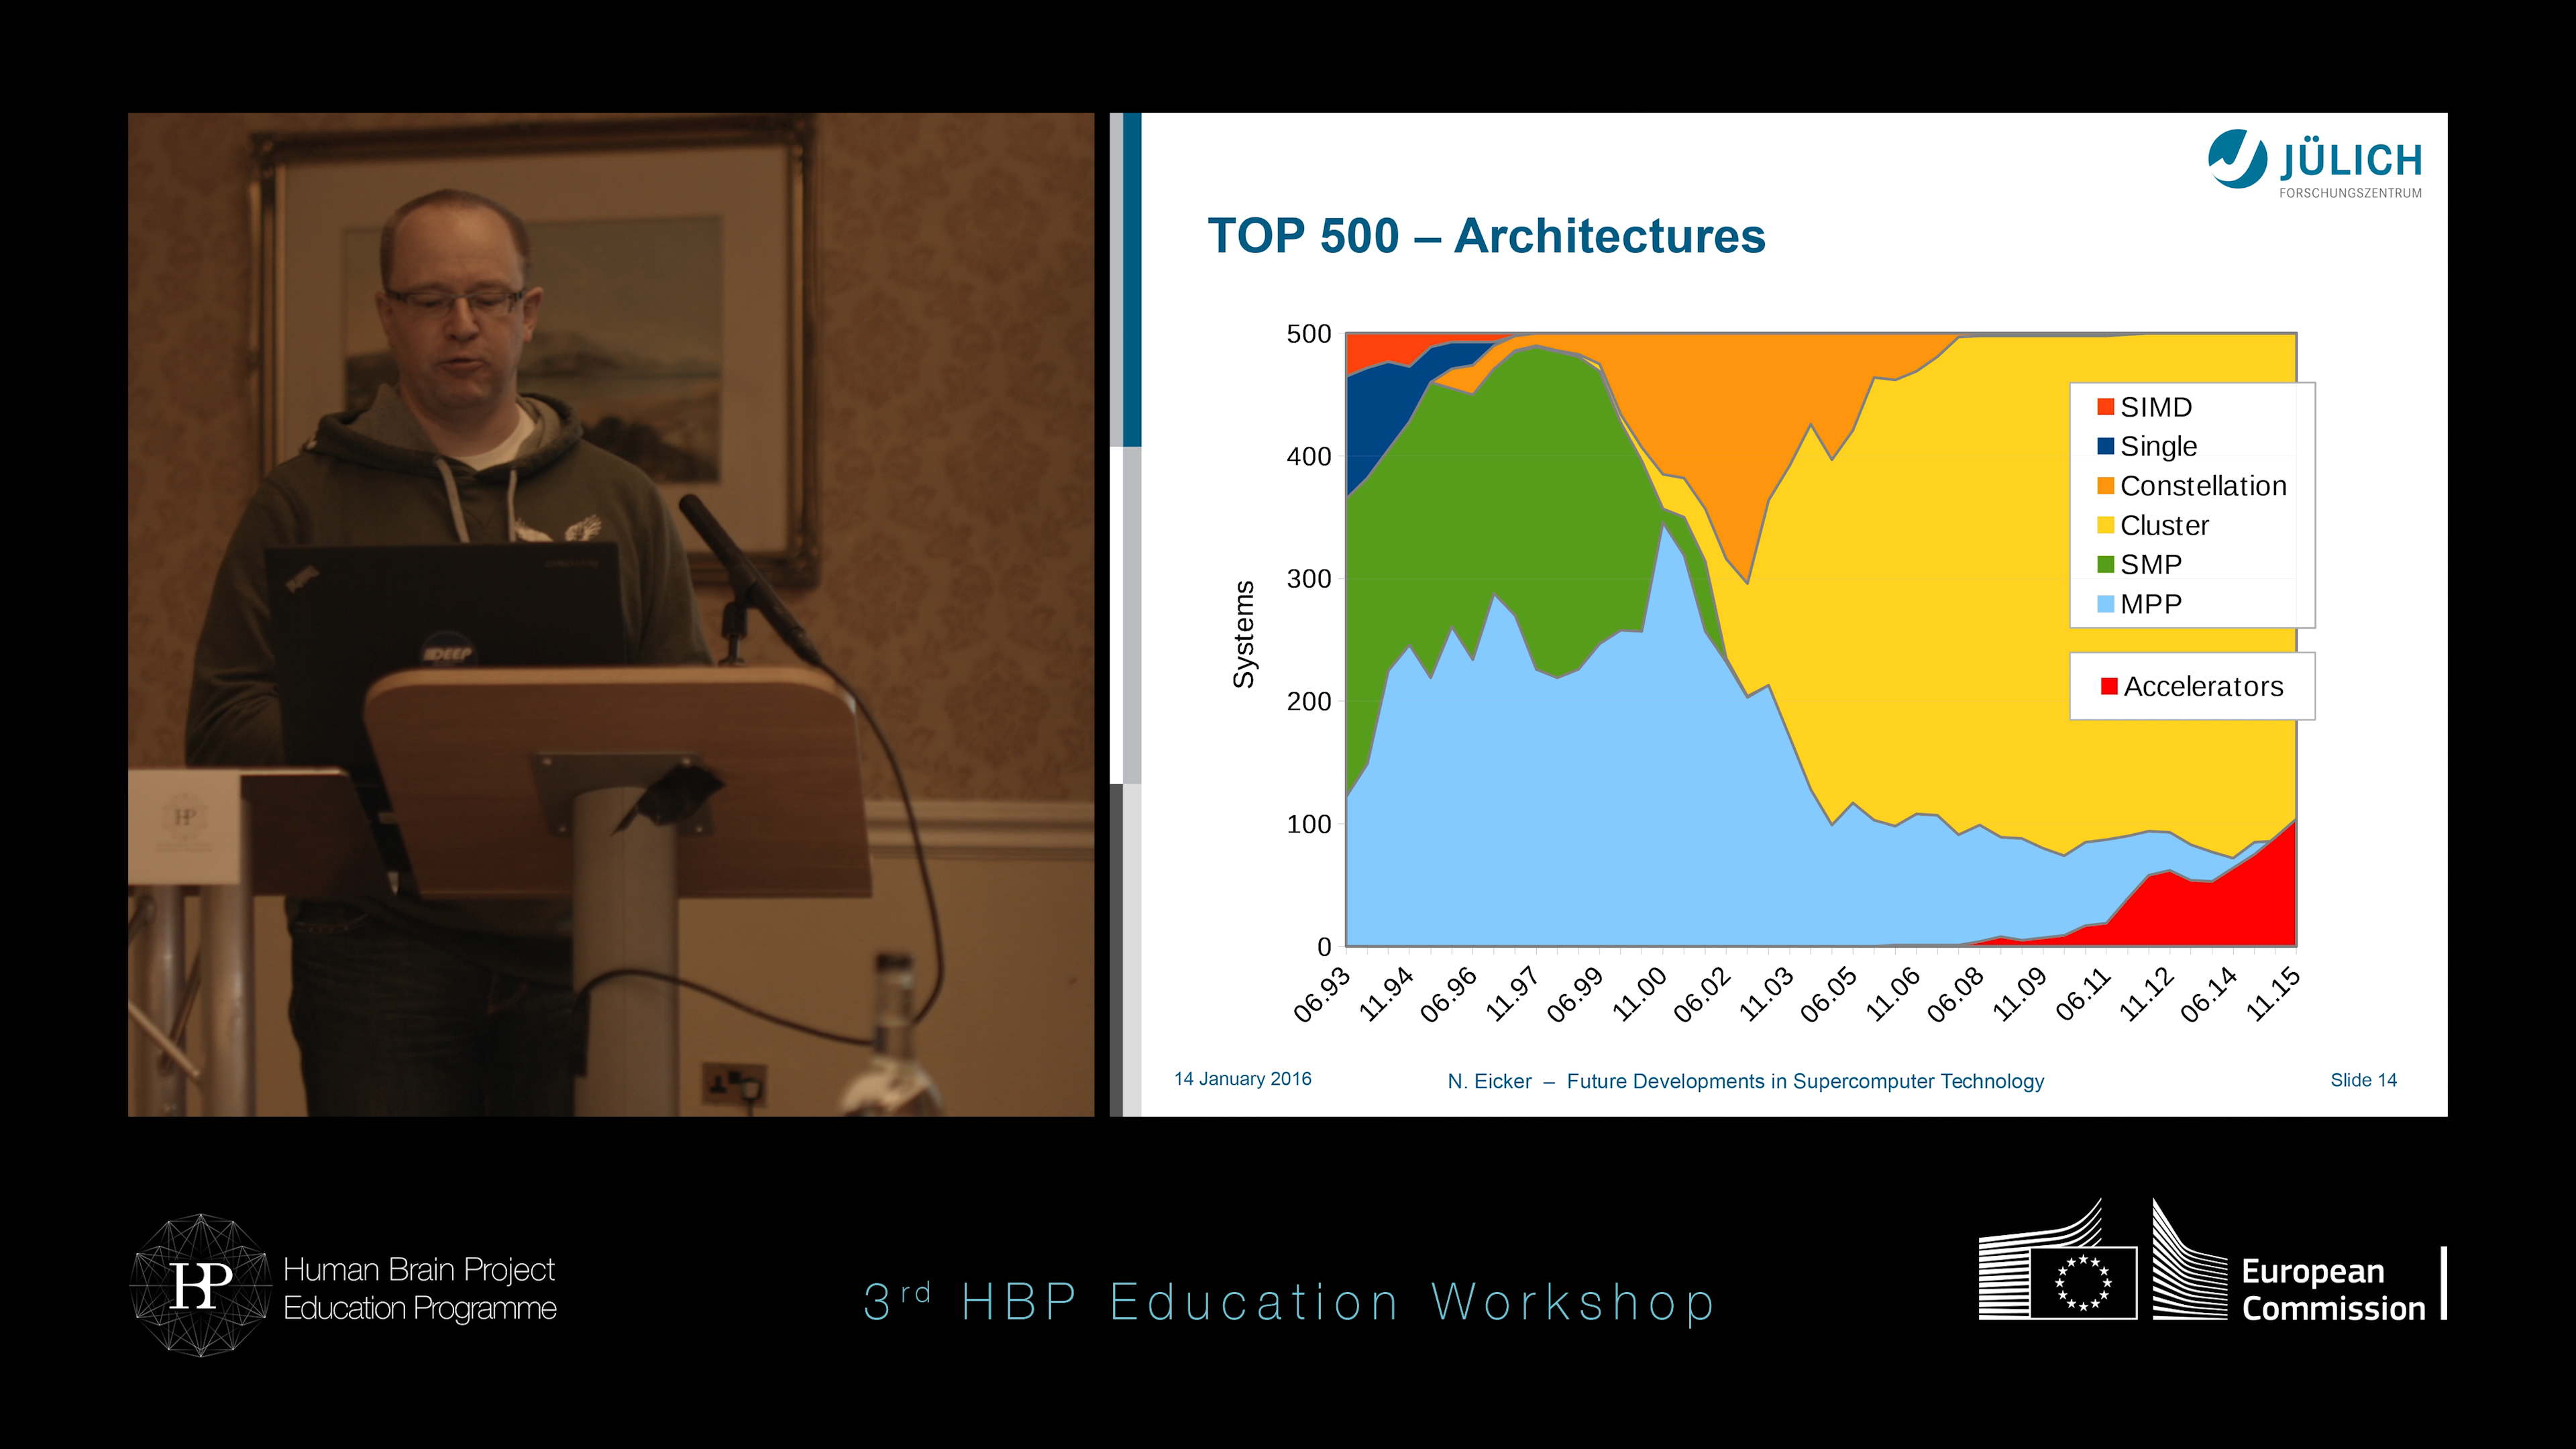 JÜLICH
FORSCHUNGSZENTRUM
TOP 500 – Architectures
Systems
500
400
300
200
100
0
06.93
11.94
06.96
11.97
06.99
11.00
06.02
11.03
06.05
11.06
06.08
11.09
06.11
11.12
06.14
11.15
SIMD
Single
Constellation
Cluster
SMP
MPP
Accelerators
14 January 2016
N. Eicker – Future Developments in Supercomputer Technology
Slide 14
DEEP
HP
HP
Human Brain Project
Education Programme
3rd HBP Education Workshop
European
Commission